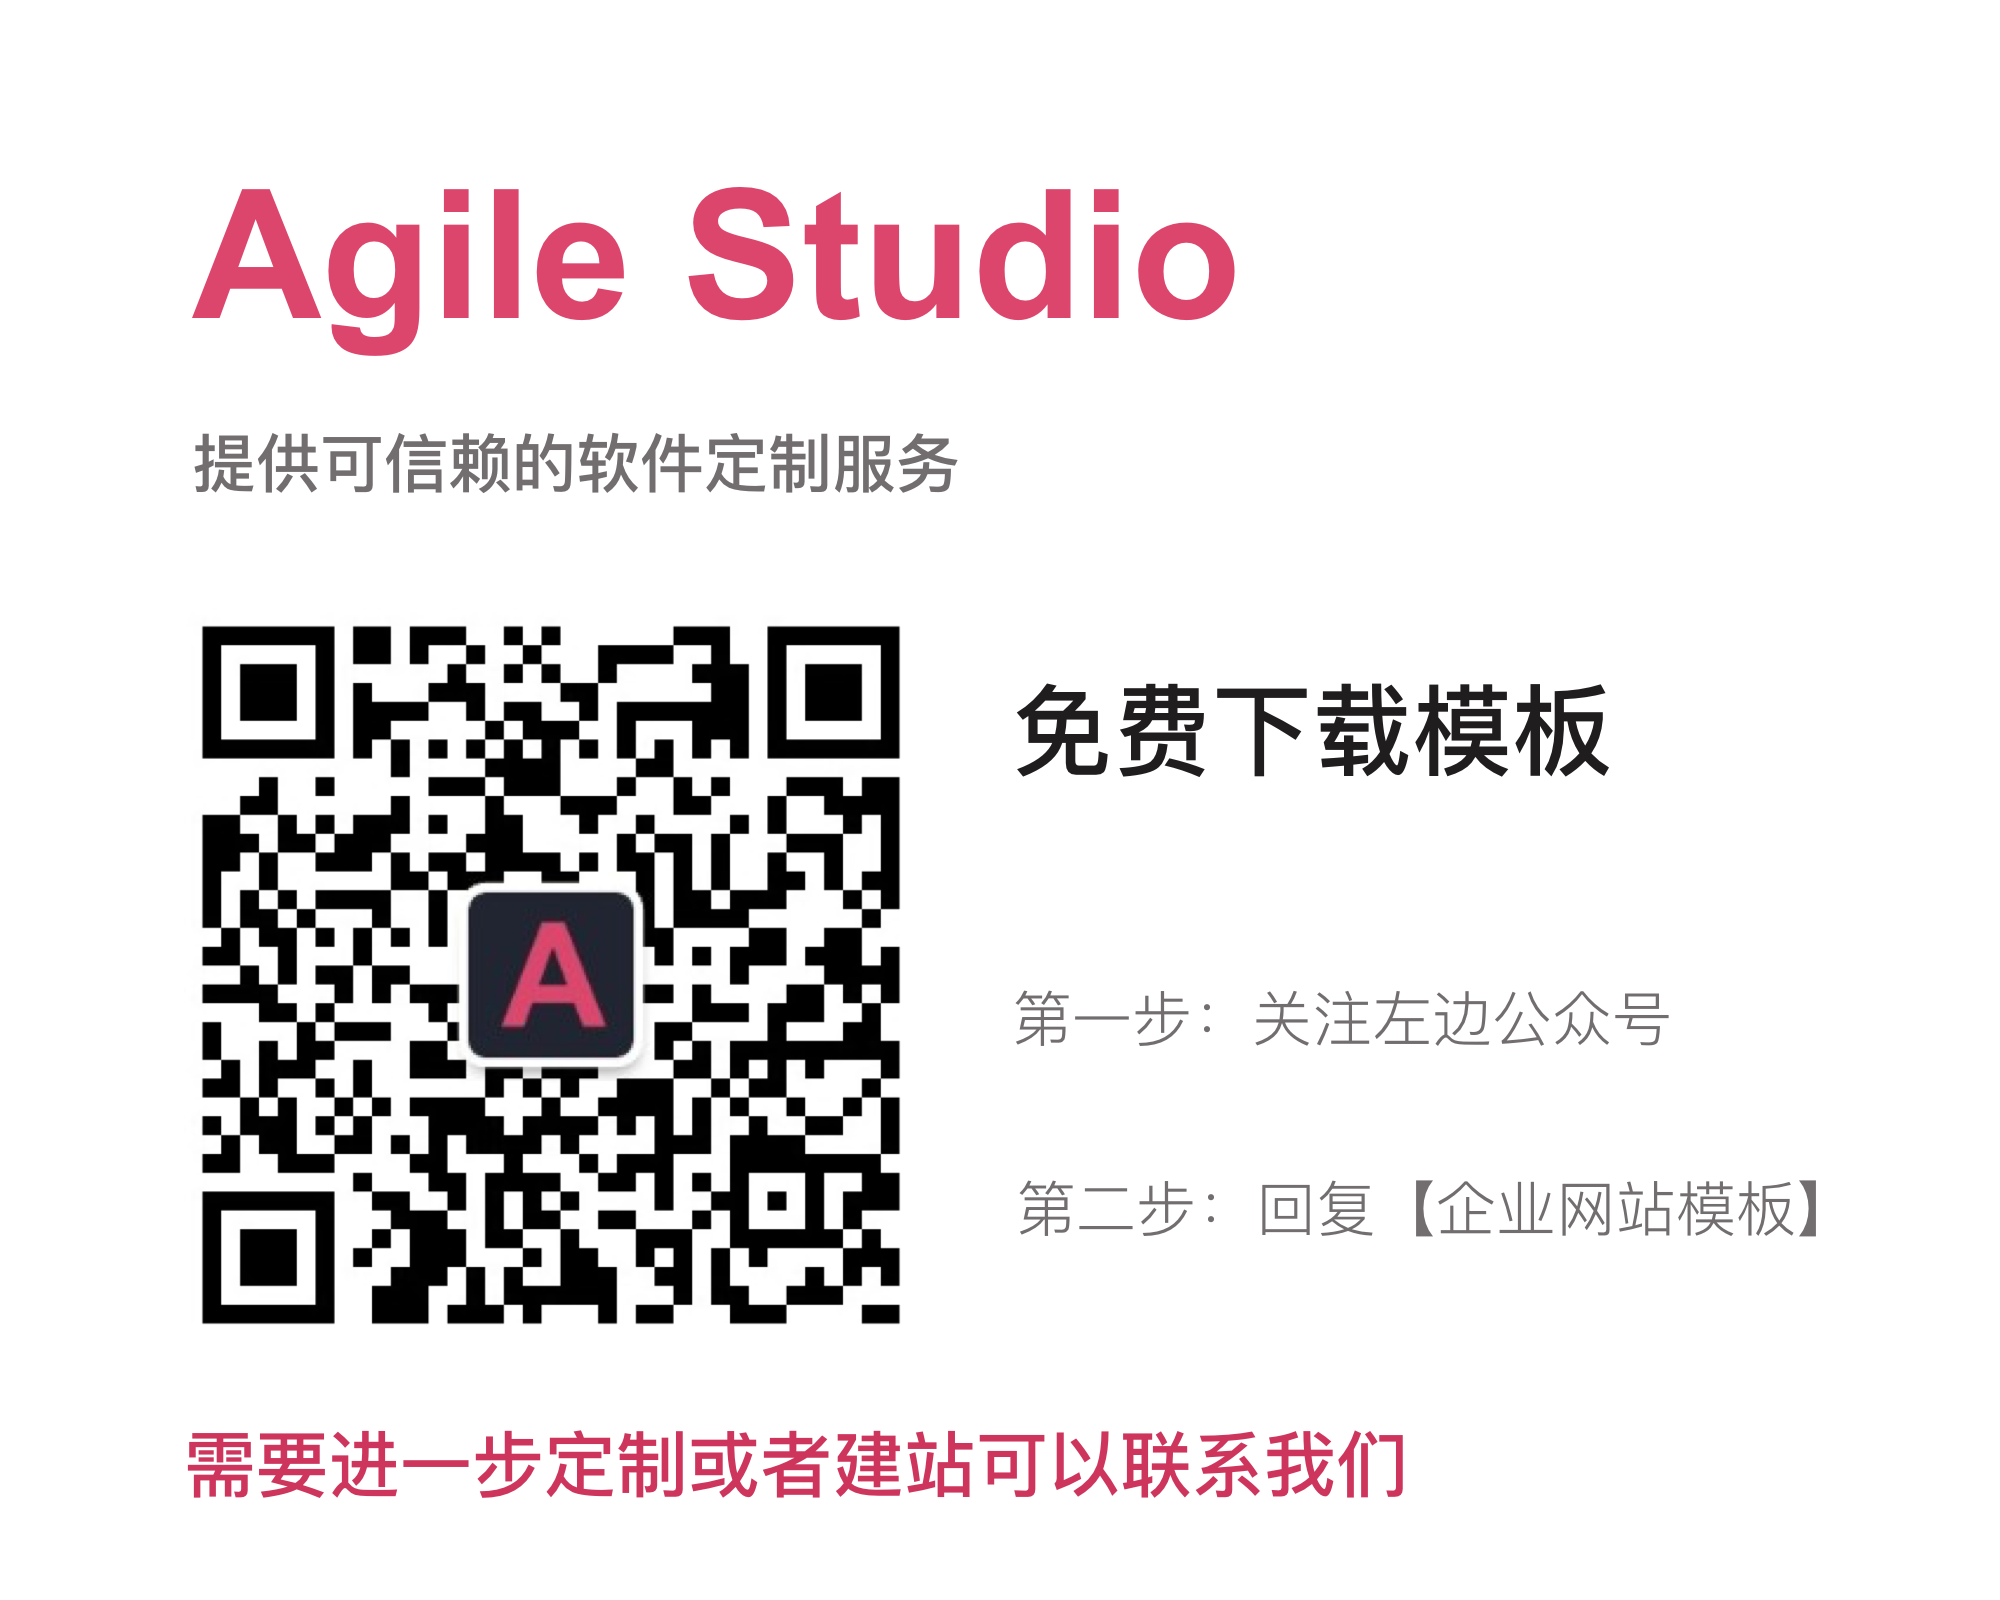 Agile Studio
提供可信赖的软件定制服务
A
免费下载模板
第一步：关注左边公众号
第二步：回复【企业网站模板】
需要进一步定制或者建站可以联系我们